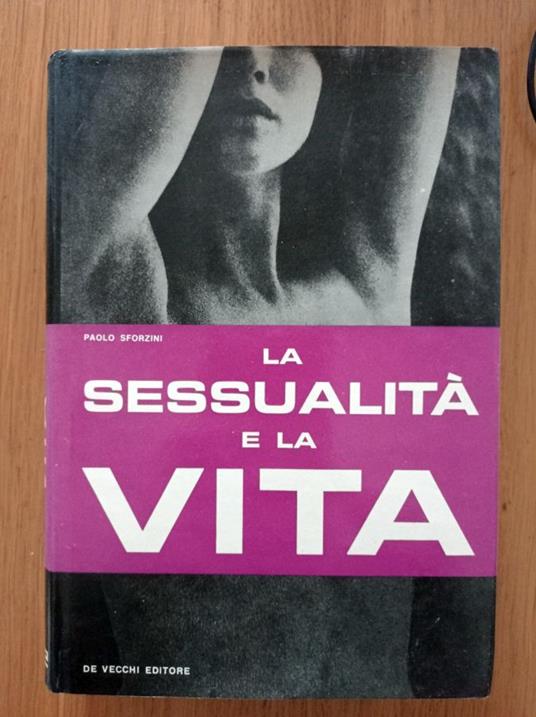 PAOLO SFORZINI
LA
SESSUALITÀ
E LA
VITA
DE VECCHI EDITORE